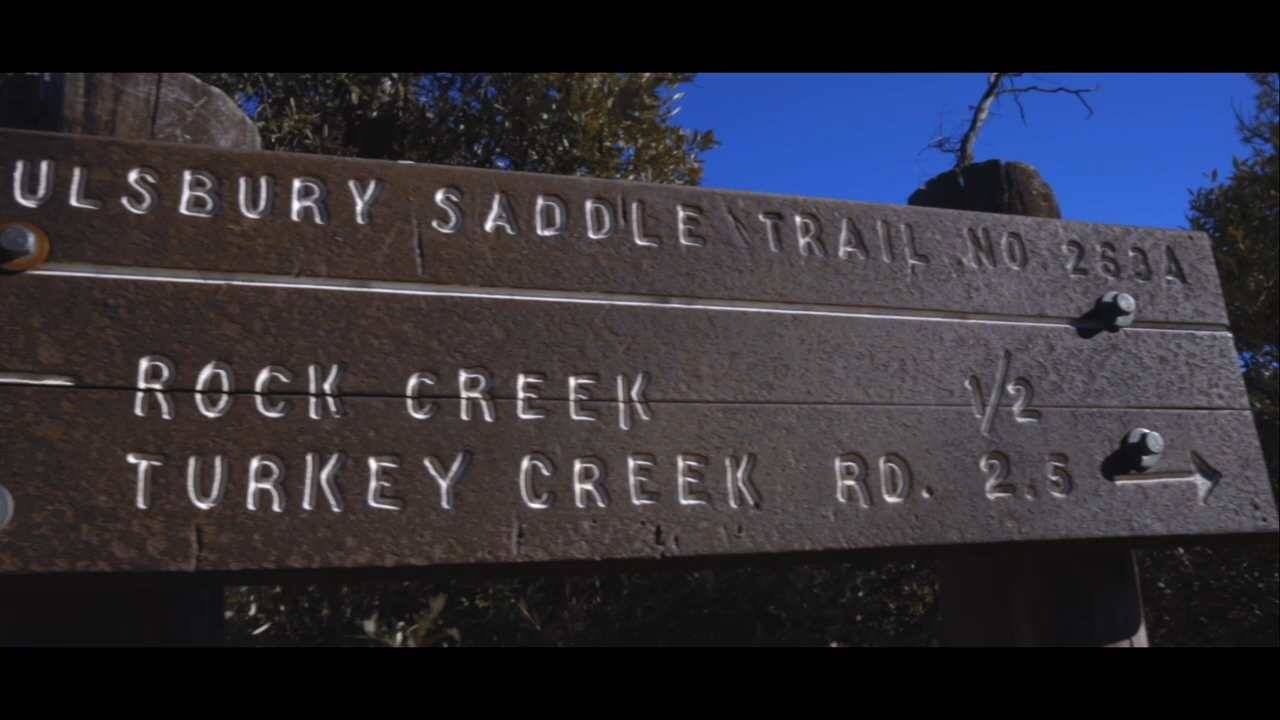 ULSBURY SADDLE TRAIL NO 263A
ROCK CREEK 1/2
TURKEY CREEK RD. 2.5